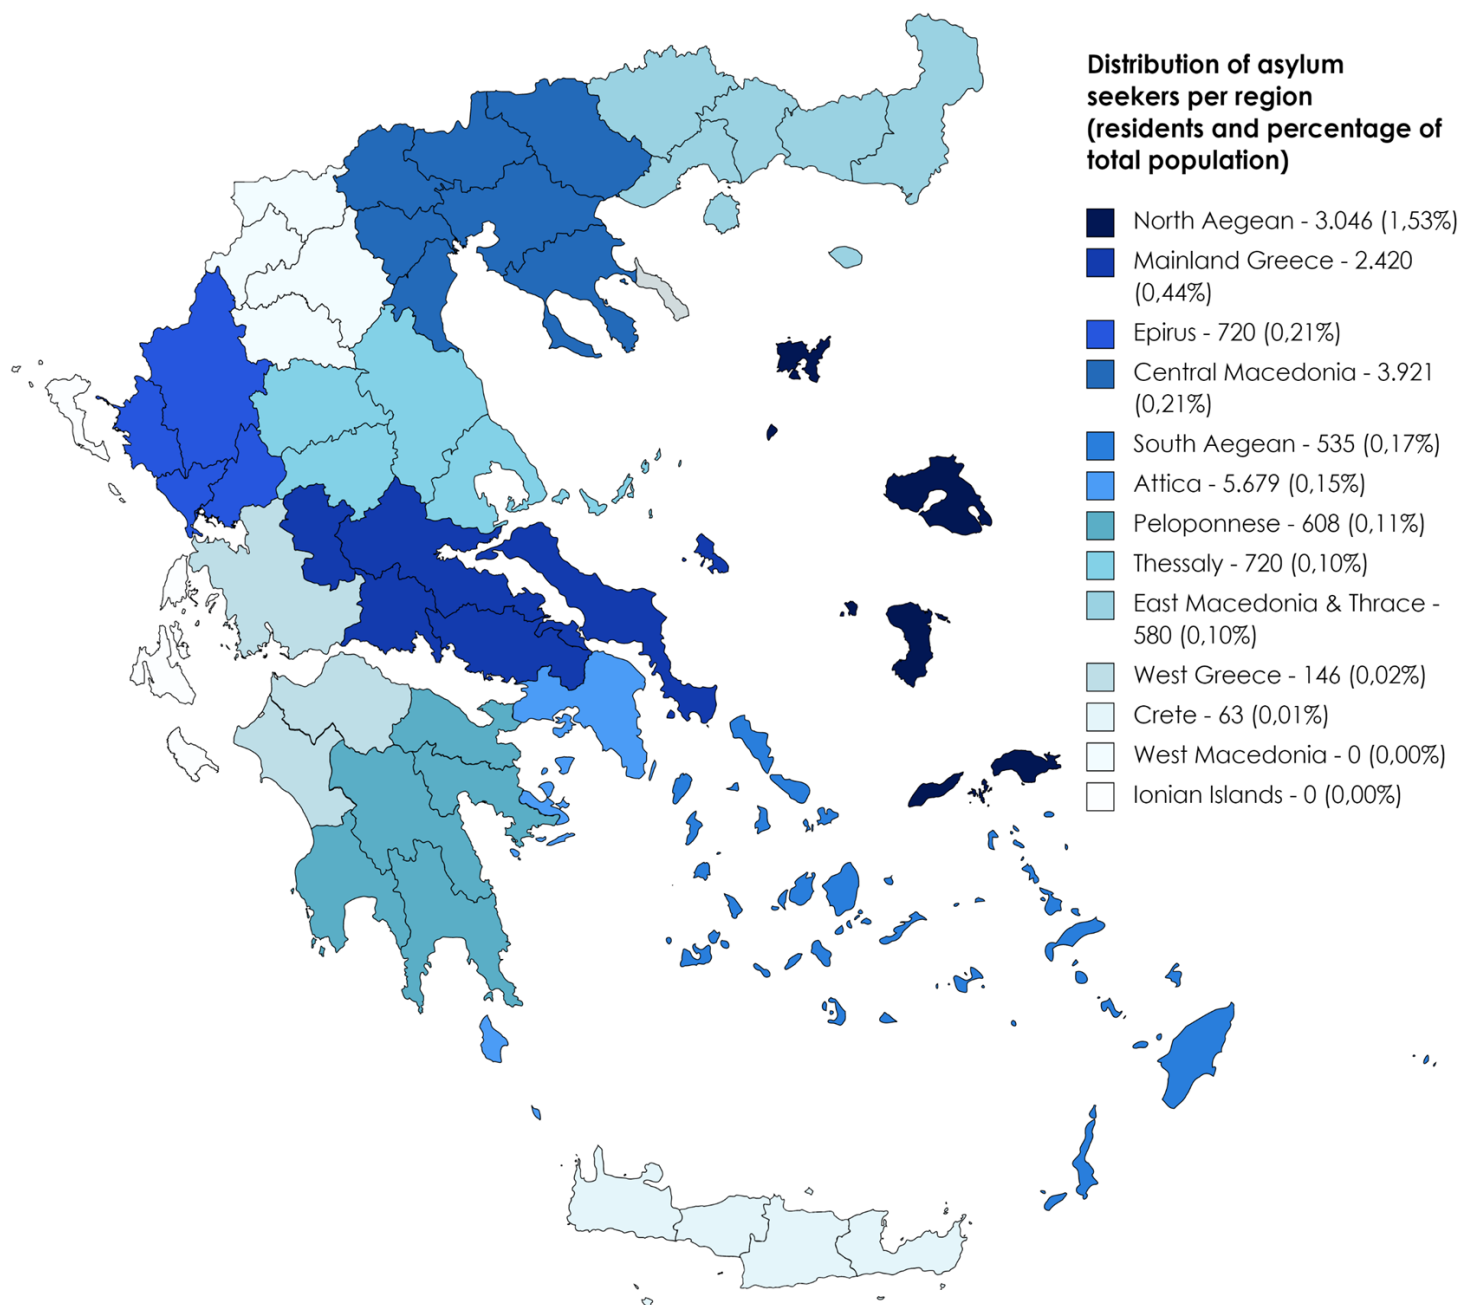 Distribution of asylum
seekers per region
(residents and percentage of
total population)
North Aegean - 3.046 (1,53%)
Mainland Greece - 2.420
(0,44%)
Epirus - 720 (0,21%)
Central Macedonia - 3.921
(0,21%)
South Aegean - 535 (0,17%)
Attica - 5.679 (0,15%)
Peloponnese - 608 (0,11%)
Thessaly - 720 (0,10%)
East Macedonia & Thrace -
580 (0,10%)
West Greece - 146 (0,02%)
Crete - 63 (0,01%)
West Macedonia - 0 (0,00%)
Ionian Islands - 0 (0,00%)